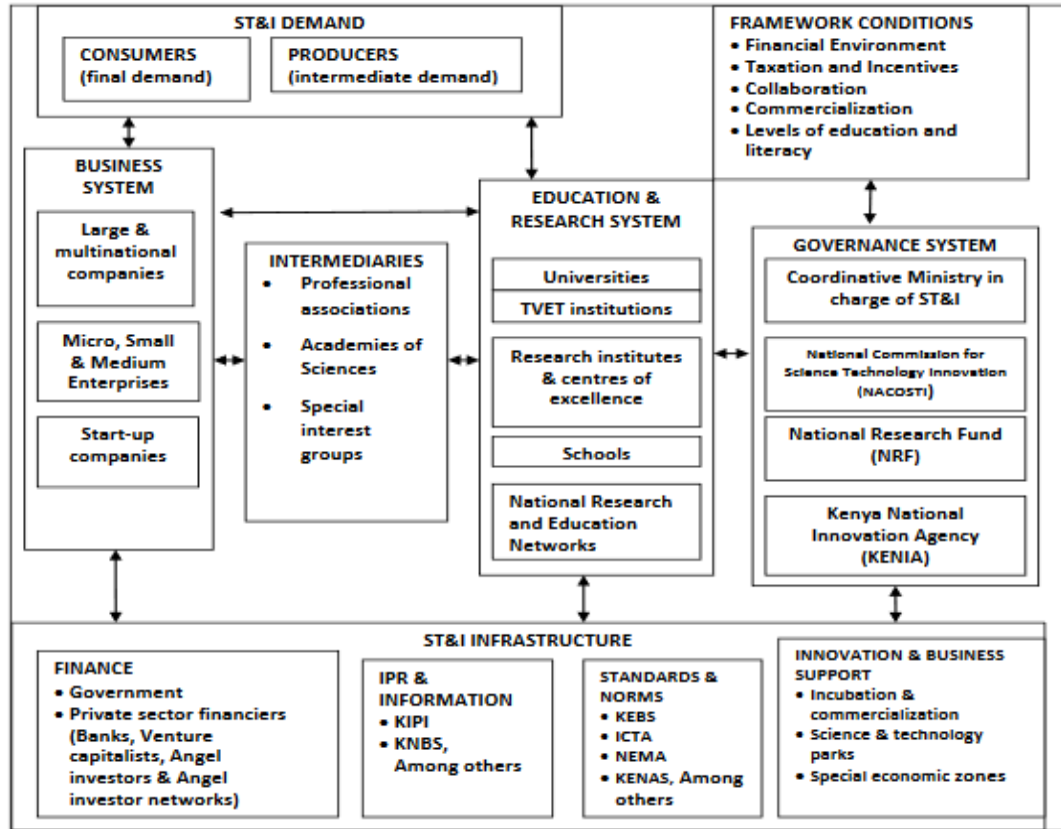 ST&I DEMAND
CONSUMERS
(final demand)
PRODUCERS
(intermediate demand)
FRAMEWORK CONDITIONS
• Financial Environment
• Taxation and Incentives
• Collaboration
• Commercialization
• Levels of education and
literacy
BUSINESS
SYSTEM
Large &
multinational
companies
Micro, Small
& Medium
Enterprises
Start-up
companies
INTERMEDIARIES
• Professional
associations
• Academies of
Sciences
• Special
interest
groups
EDUCATION &
RESEARCH SYSTEM
Universities
TVET institutions
Research institutes
& centres of
excellence
Schools
National Research
and Education
Networks
GOVERNANCE SYSTEM
Coordinative Ministry in
charge of ST&I
National Commission for
Science Technology Innovation
(NACOSTI)
National Research Fund
(NRF)
Kenya National
Innovation Agency
(KENIA)
ST&I INFRASTRUCTURE
FINANCE
• Government
• Private sector financiers
(Banks, Venture
capitalists, Angel
investors & Angel
investor networks)
IPR &
INFORMATION
• KIPI
• KNBS,
Among others
STANDARDS &
NORMS
• KEBS
• ICTA
• NEMA
• KENAS, Among
others
INNOVATION & BUSINESS
SUPPORT
• Incubation &
commercialization
• Science & technology
parks
• Special economic zones